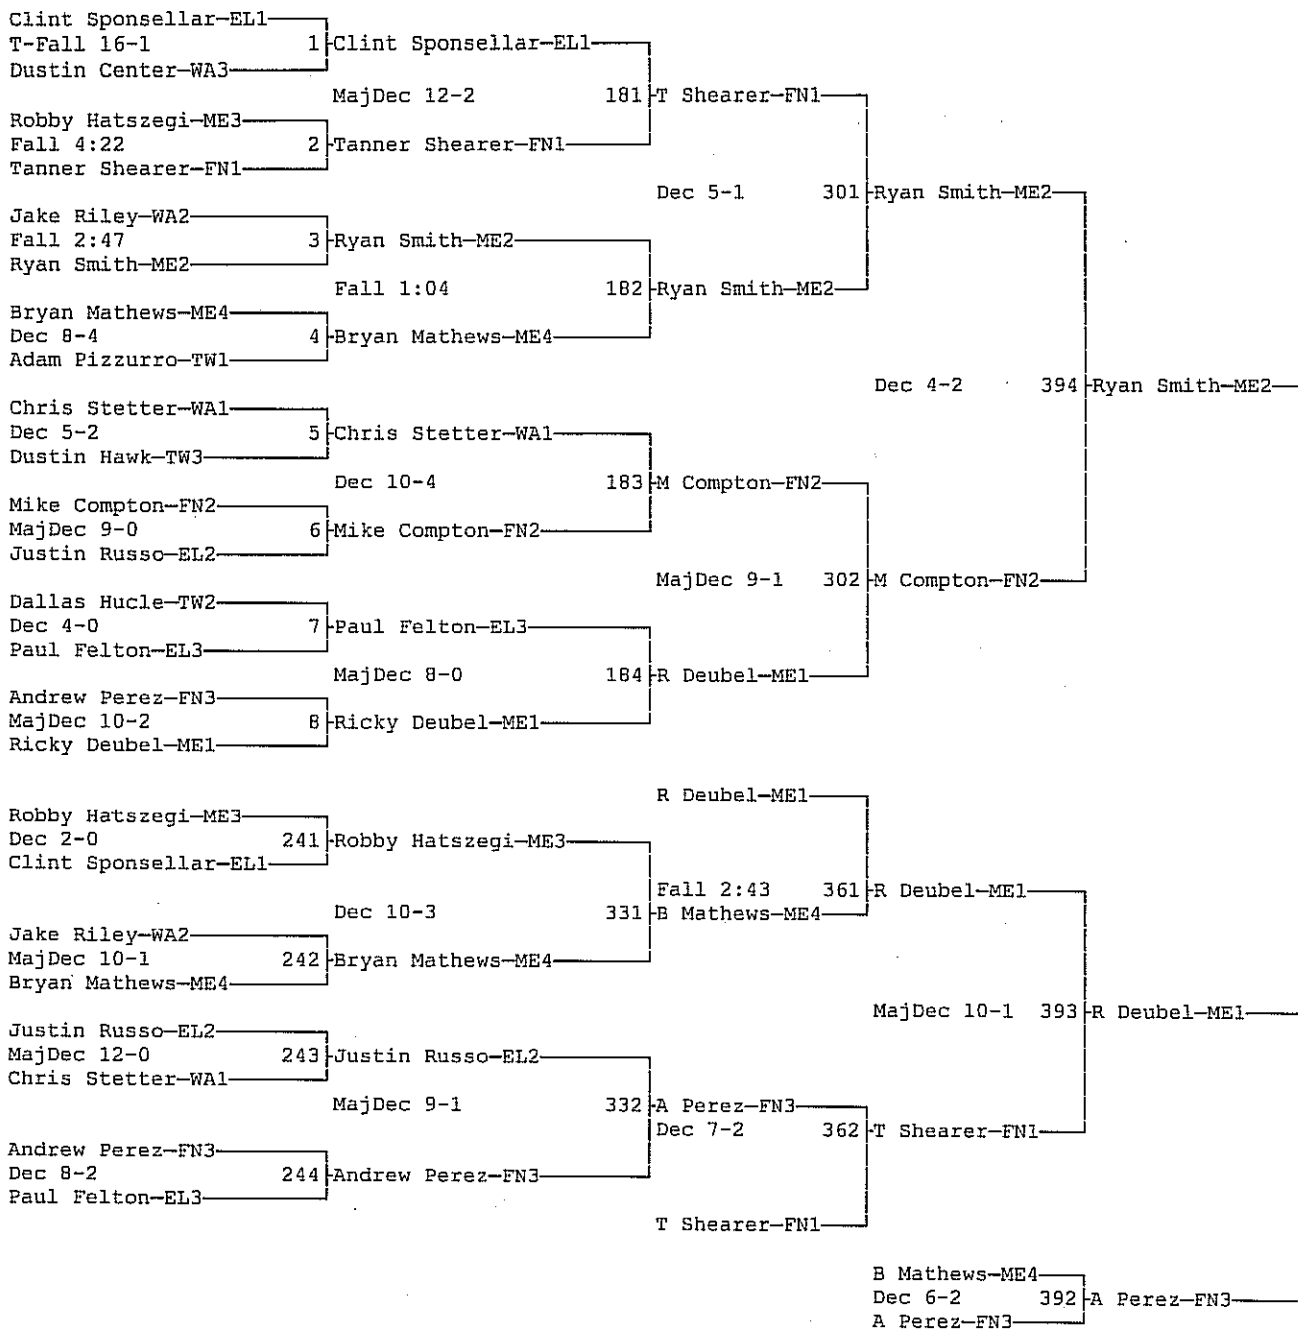 Clint Sponsellar-EL1
T-Fall 16-1 1 Clint Sponsellar-EL1
Dustin Center-WA3
MajDec 12-2 181 T Shearer-FN1
Robby Hatszegi-ME3
Fall 4:22 2 Tanner Shearer-FN1
Tanner Shearer-FN1
Dec 5-1 301 Ryan Smith-ME2
Jake Riley-WA2
Fall 2:47 3 Ryan Smith-ME2
Ryan Smith-ME2
Fall 1:04 182 Ryan Smith-ME2
Bryan Mathews-ME4
Dec 8-4 4 Bryan Mathews-ME4
Adam Pizzurro-TW1
Dec 4-2 394 Ryan Smith-ME2
Chris Stetter-WA1
Dec 5-2 5 Chris Stetter-WA1
Dustin Hawk-TW3
Dec 10-4 183 M Compton-FN2
Mike Compton-FN2
MajDec 9-0 6 Mike Compton-FN2
Justin Russo-EL2
MajDec 9-1 302 M Compton-FN2
Dallas Hucle-TW2
Dec 4-0 7 Paul Felton-EL3
Paul Felton-EL3
MajDec 8-0 184 R Deubel-ME1
Andrew Perez-FN3
MajDec 10-2 8 Ricky Deubel-ME1
Ricky Deubel-ME1
R Deubel-ME1
Robby Hatszegi-ME3
Dec 2-0 241 Robby Hatszegi-ME3
Clint Sponsellar-EL1
Fall 2:43 361 R Deubel-ME1
Dec 10-3 331 B Mathews-ME4
Jake Riley-WA2
MajDec 10-1 242 Bryan Mathews-ME4
Bryan Mathews-ME4
MajDec 10-1 393 R Deubel-ME1
Justin Russo-EL2
MajDec 12-0 243 Justin Russo-EL2
Chris Stetter-WA1
MajDec 9-1 332 A Perez-FN3
Dec 7-2 362 T Shearer-FN1
Andrew Perez-FN3
Dec 8-2 244 Andrew Perez-FN3
Paul Felton-EL3
T Shearer-FN1
B Mathews-ME4
Dec 6-2 392 A Perez-FN3
A Perez-FN3